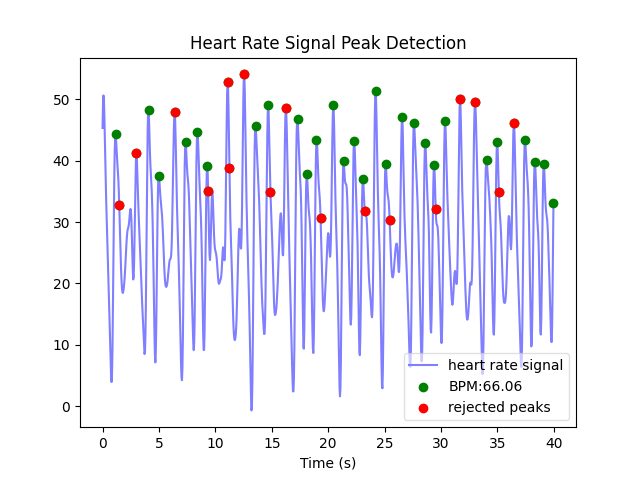 Heart Rate Signal Peak Detection
50
40
30
20
10
0
heart rate signal
BPM:66.06
rejected peaks
0 5 10 15 20 25 30 35 40
Time (s)